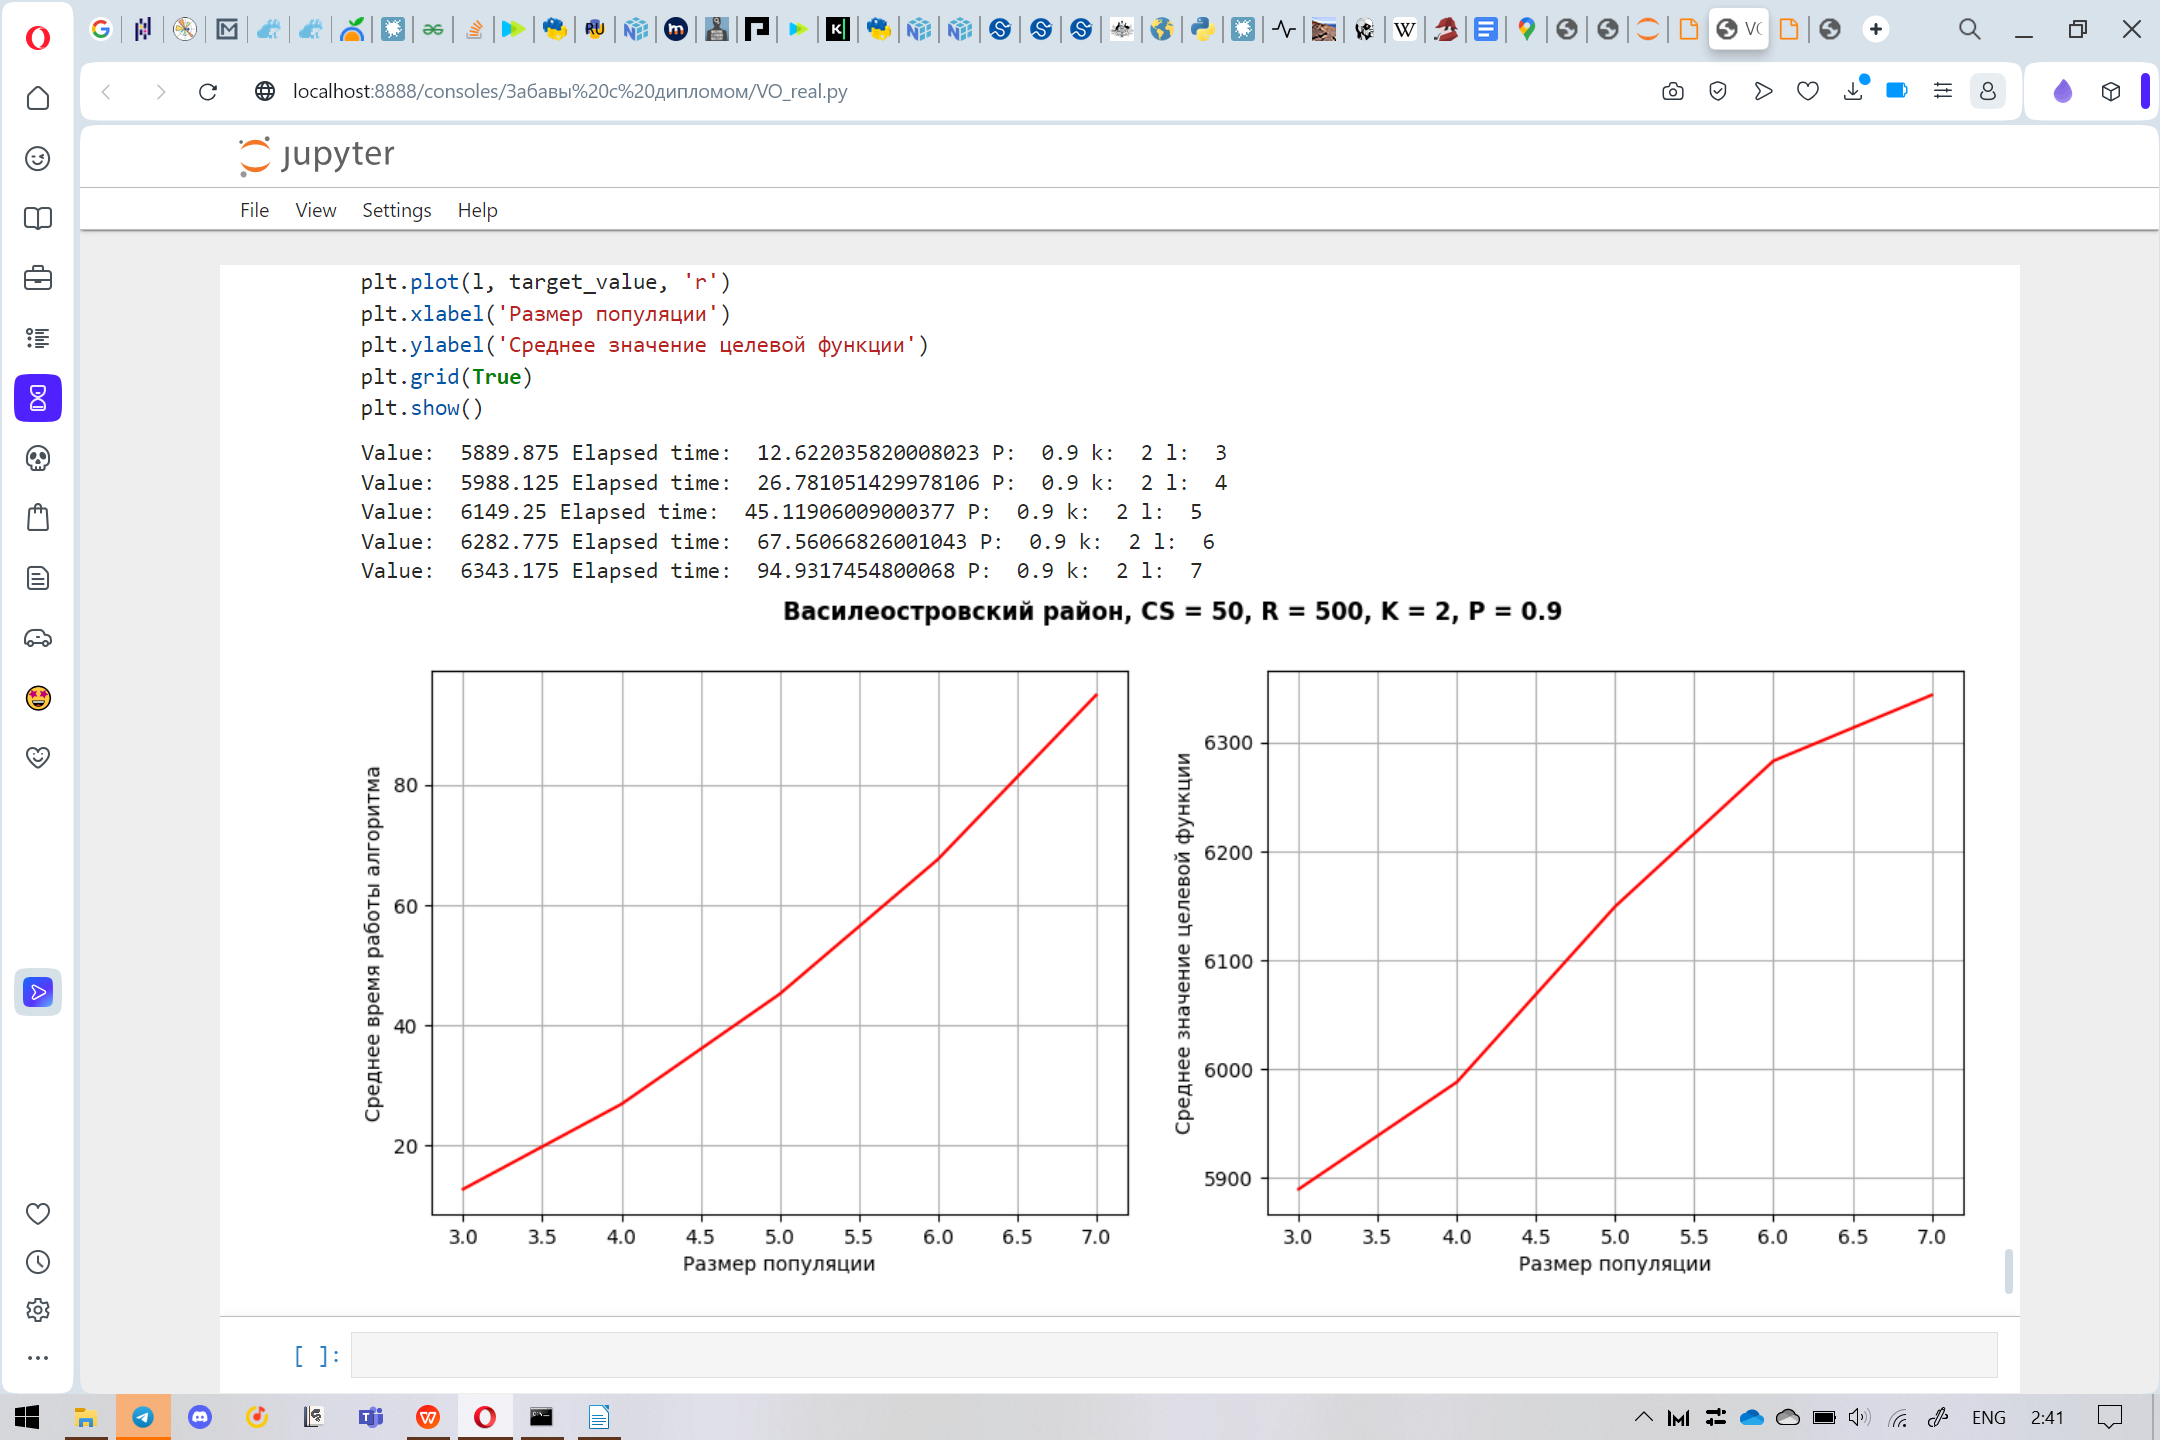 VO
localhost:8888/consoles/Забавы%20с%20дипломом/VO_real.py
jupyter
File View Settings Help
plt.plot(l, target_value, 'r')
plt.xlabel('Размер популяции')
plt.ylabel('Среднее значение целевой функции')
plt.grid(True)
plt.show()
Value:  5889.875 Elapsed time:  12.622035820008023 P:  0.9 k:  2 l:  3
Value:  5988.125 Elapsed time:  26.781051429978106 P:  0.9 k:  2 l:  4
Value:  6149.25 Elapsed time:  45.11906009000377 P:  0.9 k:  2 l:  5
Value:  6282.775 Elapsed time:  67.56066826001043 P:  0.9 k:  2 l:  6
Value:  6343.175 Elapsed time:  94.9317454800068 P:  0.9 k:  2 l:  7
Василеостровский район, CS = 50, R = 500, K = 2, P = 0.9
Среднее время работы алгоритма
80
60
40
20
3.0 3.5 4.0 4.5 5.0 5.5 6.0 6.5 7.0
Размер популяции
Среднее значение целевой функции
6300
6200
6100
6000
5900
3.0 3.5 4.0 4.5 5.0 5.5 6.0 6.5 7.0
Размер популяции
[ ]:
ENG 2:41